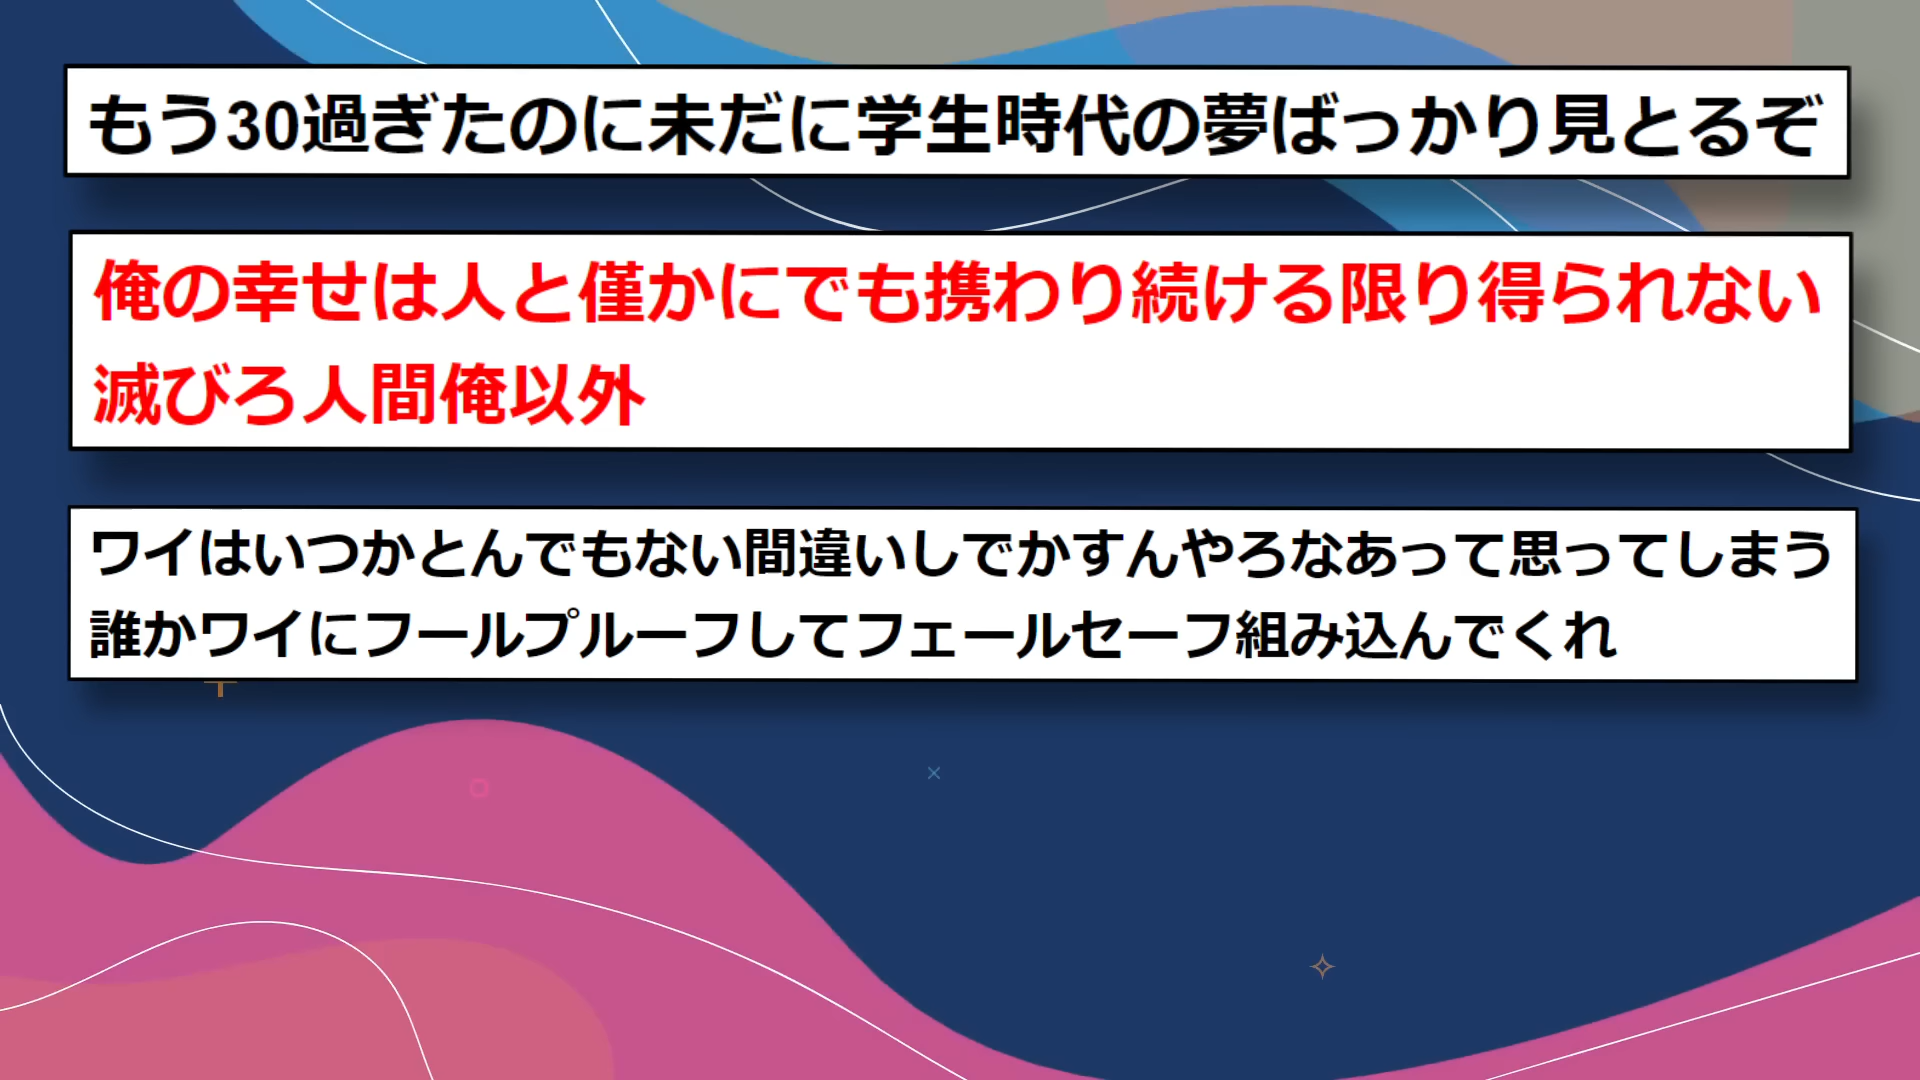 もう30過ぎたのに未だに学生時代の夢ばっかり見とるぞ
俺の幸せは人と僅かにでも携わり続ける限り得られない
滅びろ人間俺以外
ワイはいつかとんでもない間違いしでかすんやろなあって思ってしまう
誰かワイにフールプルーフしてフェールセーフ組み込んでくれ